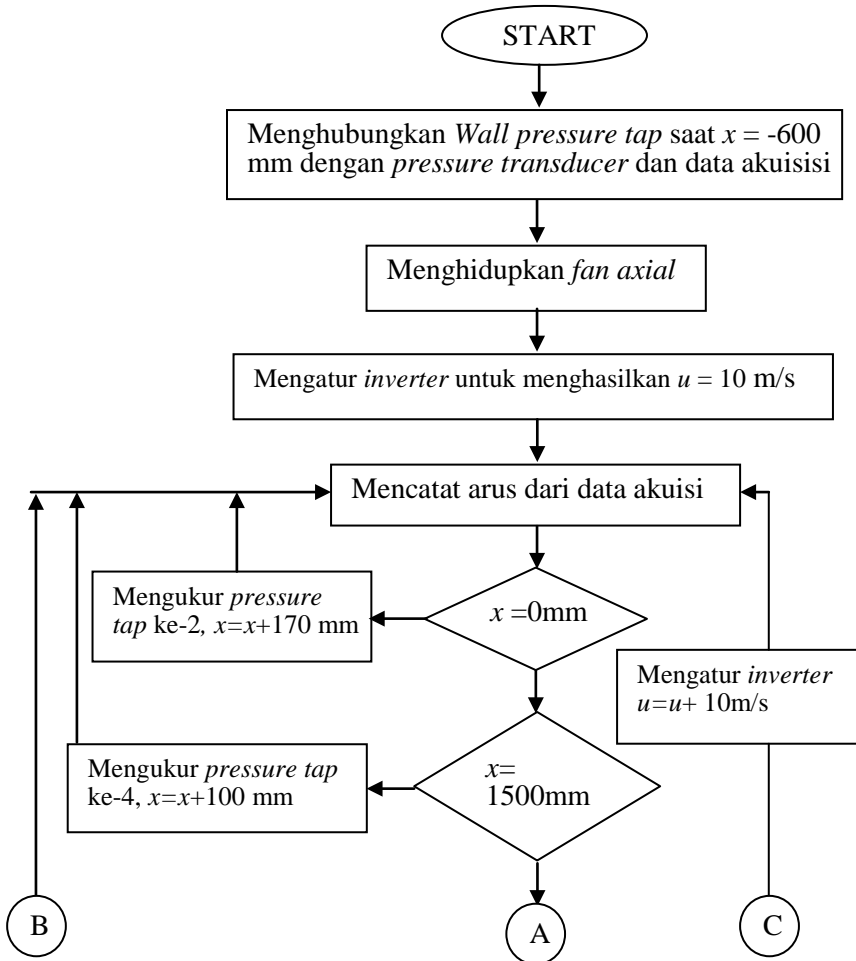 START
Menghubungkan Wall pressure tap saat x = -600
mm dengan pressure transducer dan data akuisisi
Menghidupkan fan axial
Mengatur inverter untuk menghasilkan u = 10 m/s
Mencatat arus dari data akuisi
x =0mm
Mengukur pressure
tap ke-2, x=x+170 mm
Mengatur inverter
u=u+ 10m/s
x=
1500mm
Mengukur pressure tap
ke-4, x=x+100 mm
B
A
C